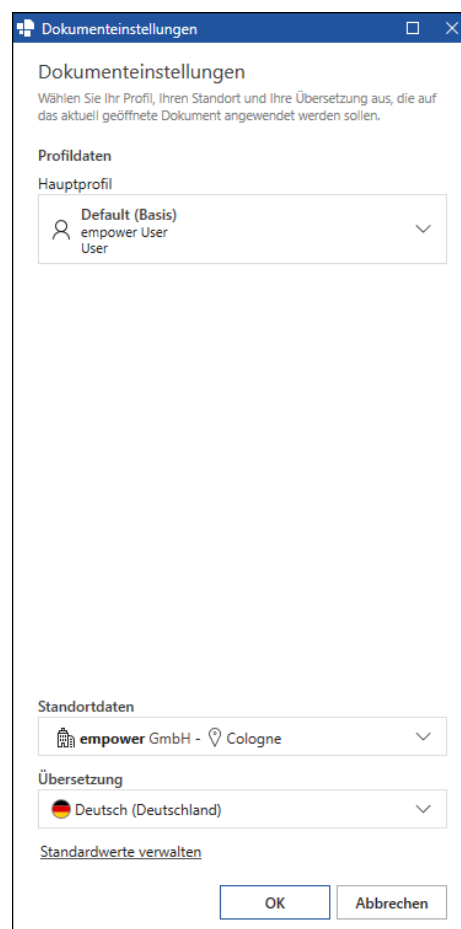 Dokumenteinstellungen
Dokumenteinstellungen
Wählen Sie Ihr Profil, Ihren Standort und Ihre Übersetzung aus, die auf
das aktuell geöffnete Dokument angewendet werden sollen.
Profildaten
Hauptprofil
Default (Basis)
empower User
User
Standortdaten
empower GmbH - Cologne
Übersetzung
Deutsch (Deutschland)
Standardwerte verwalten
OK Abbrechen